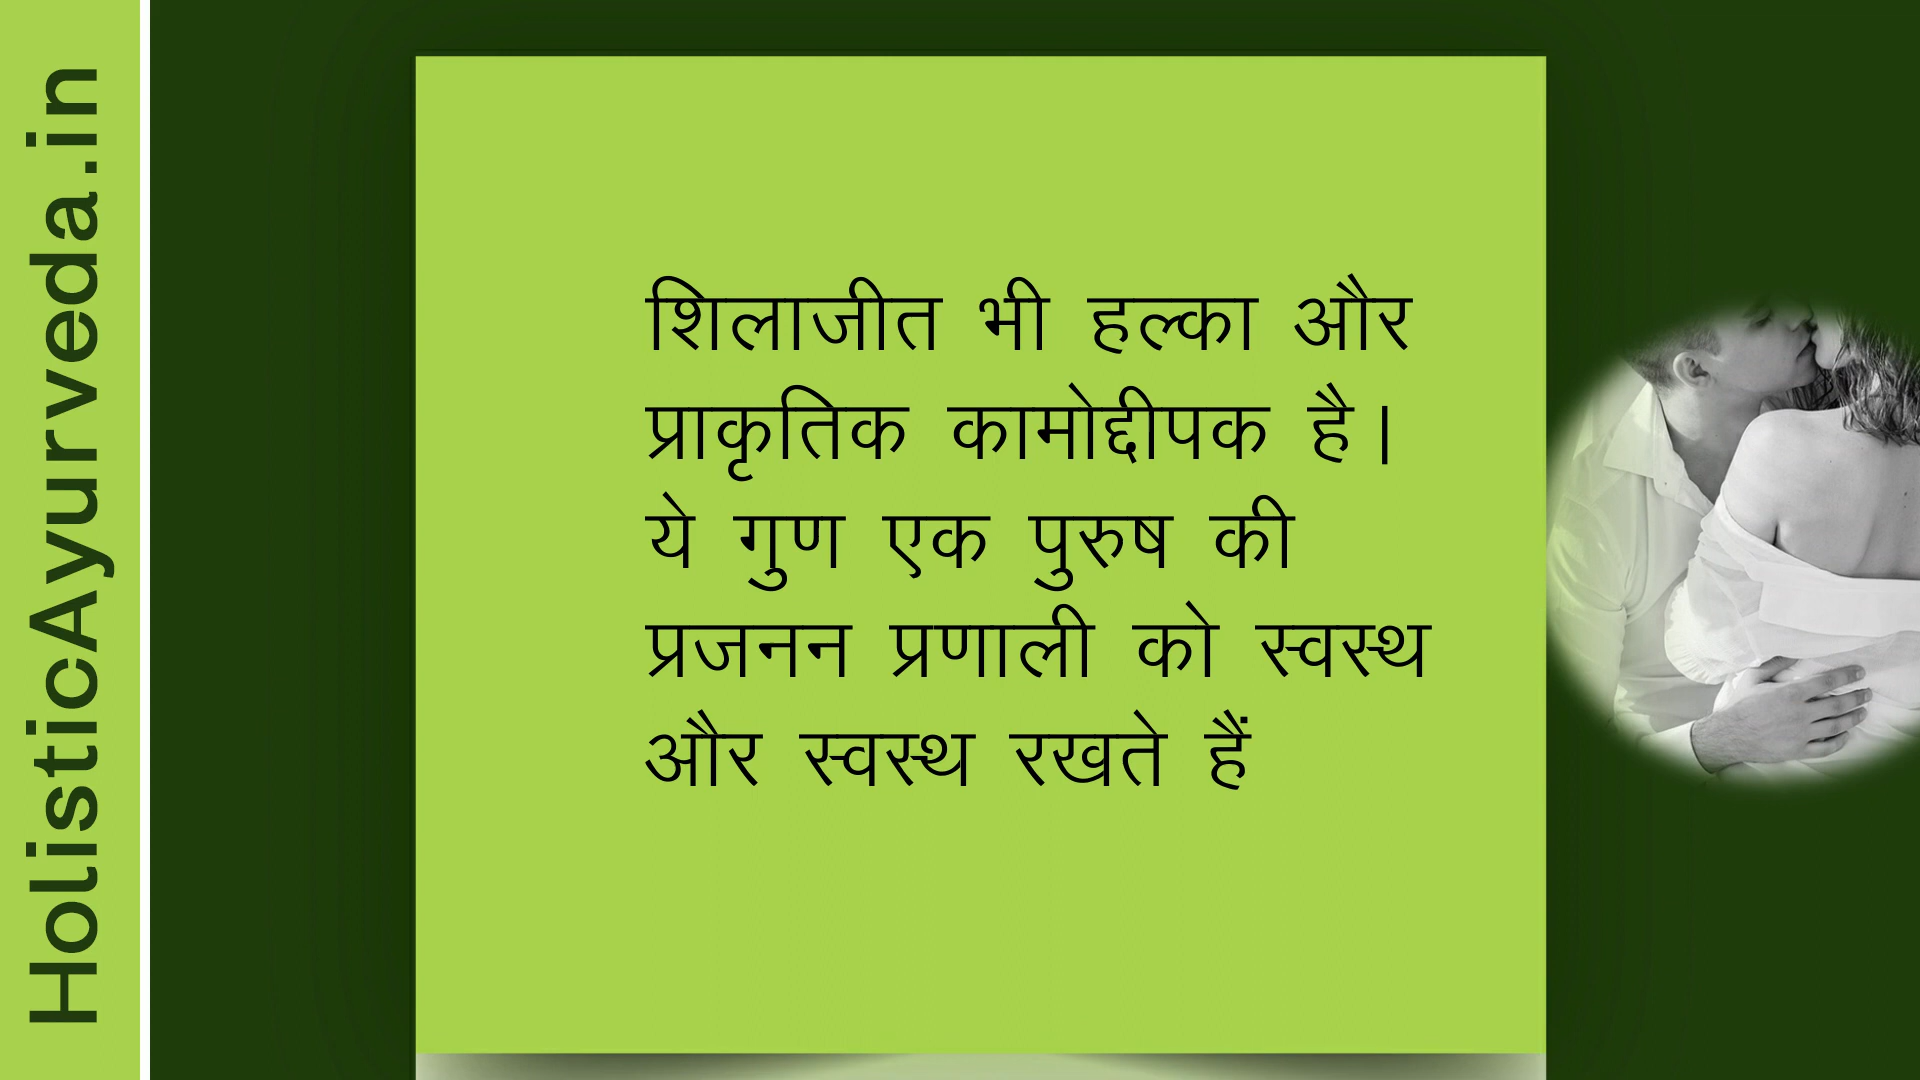 HolisticAyurveda.in
शिलाजीत भी हल्का और
प्राकृतिक कामोद्दीपक है।
ये गुण एक पुरुष की
प्रजनन प्रणाली को स्वस्थ
और स्वस्थ रखते हैं